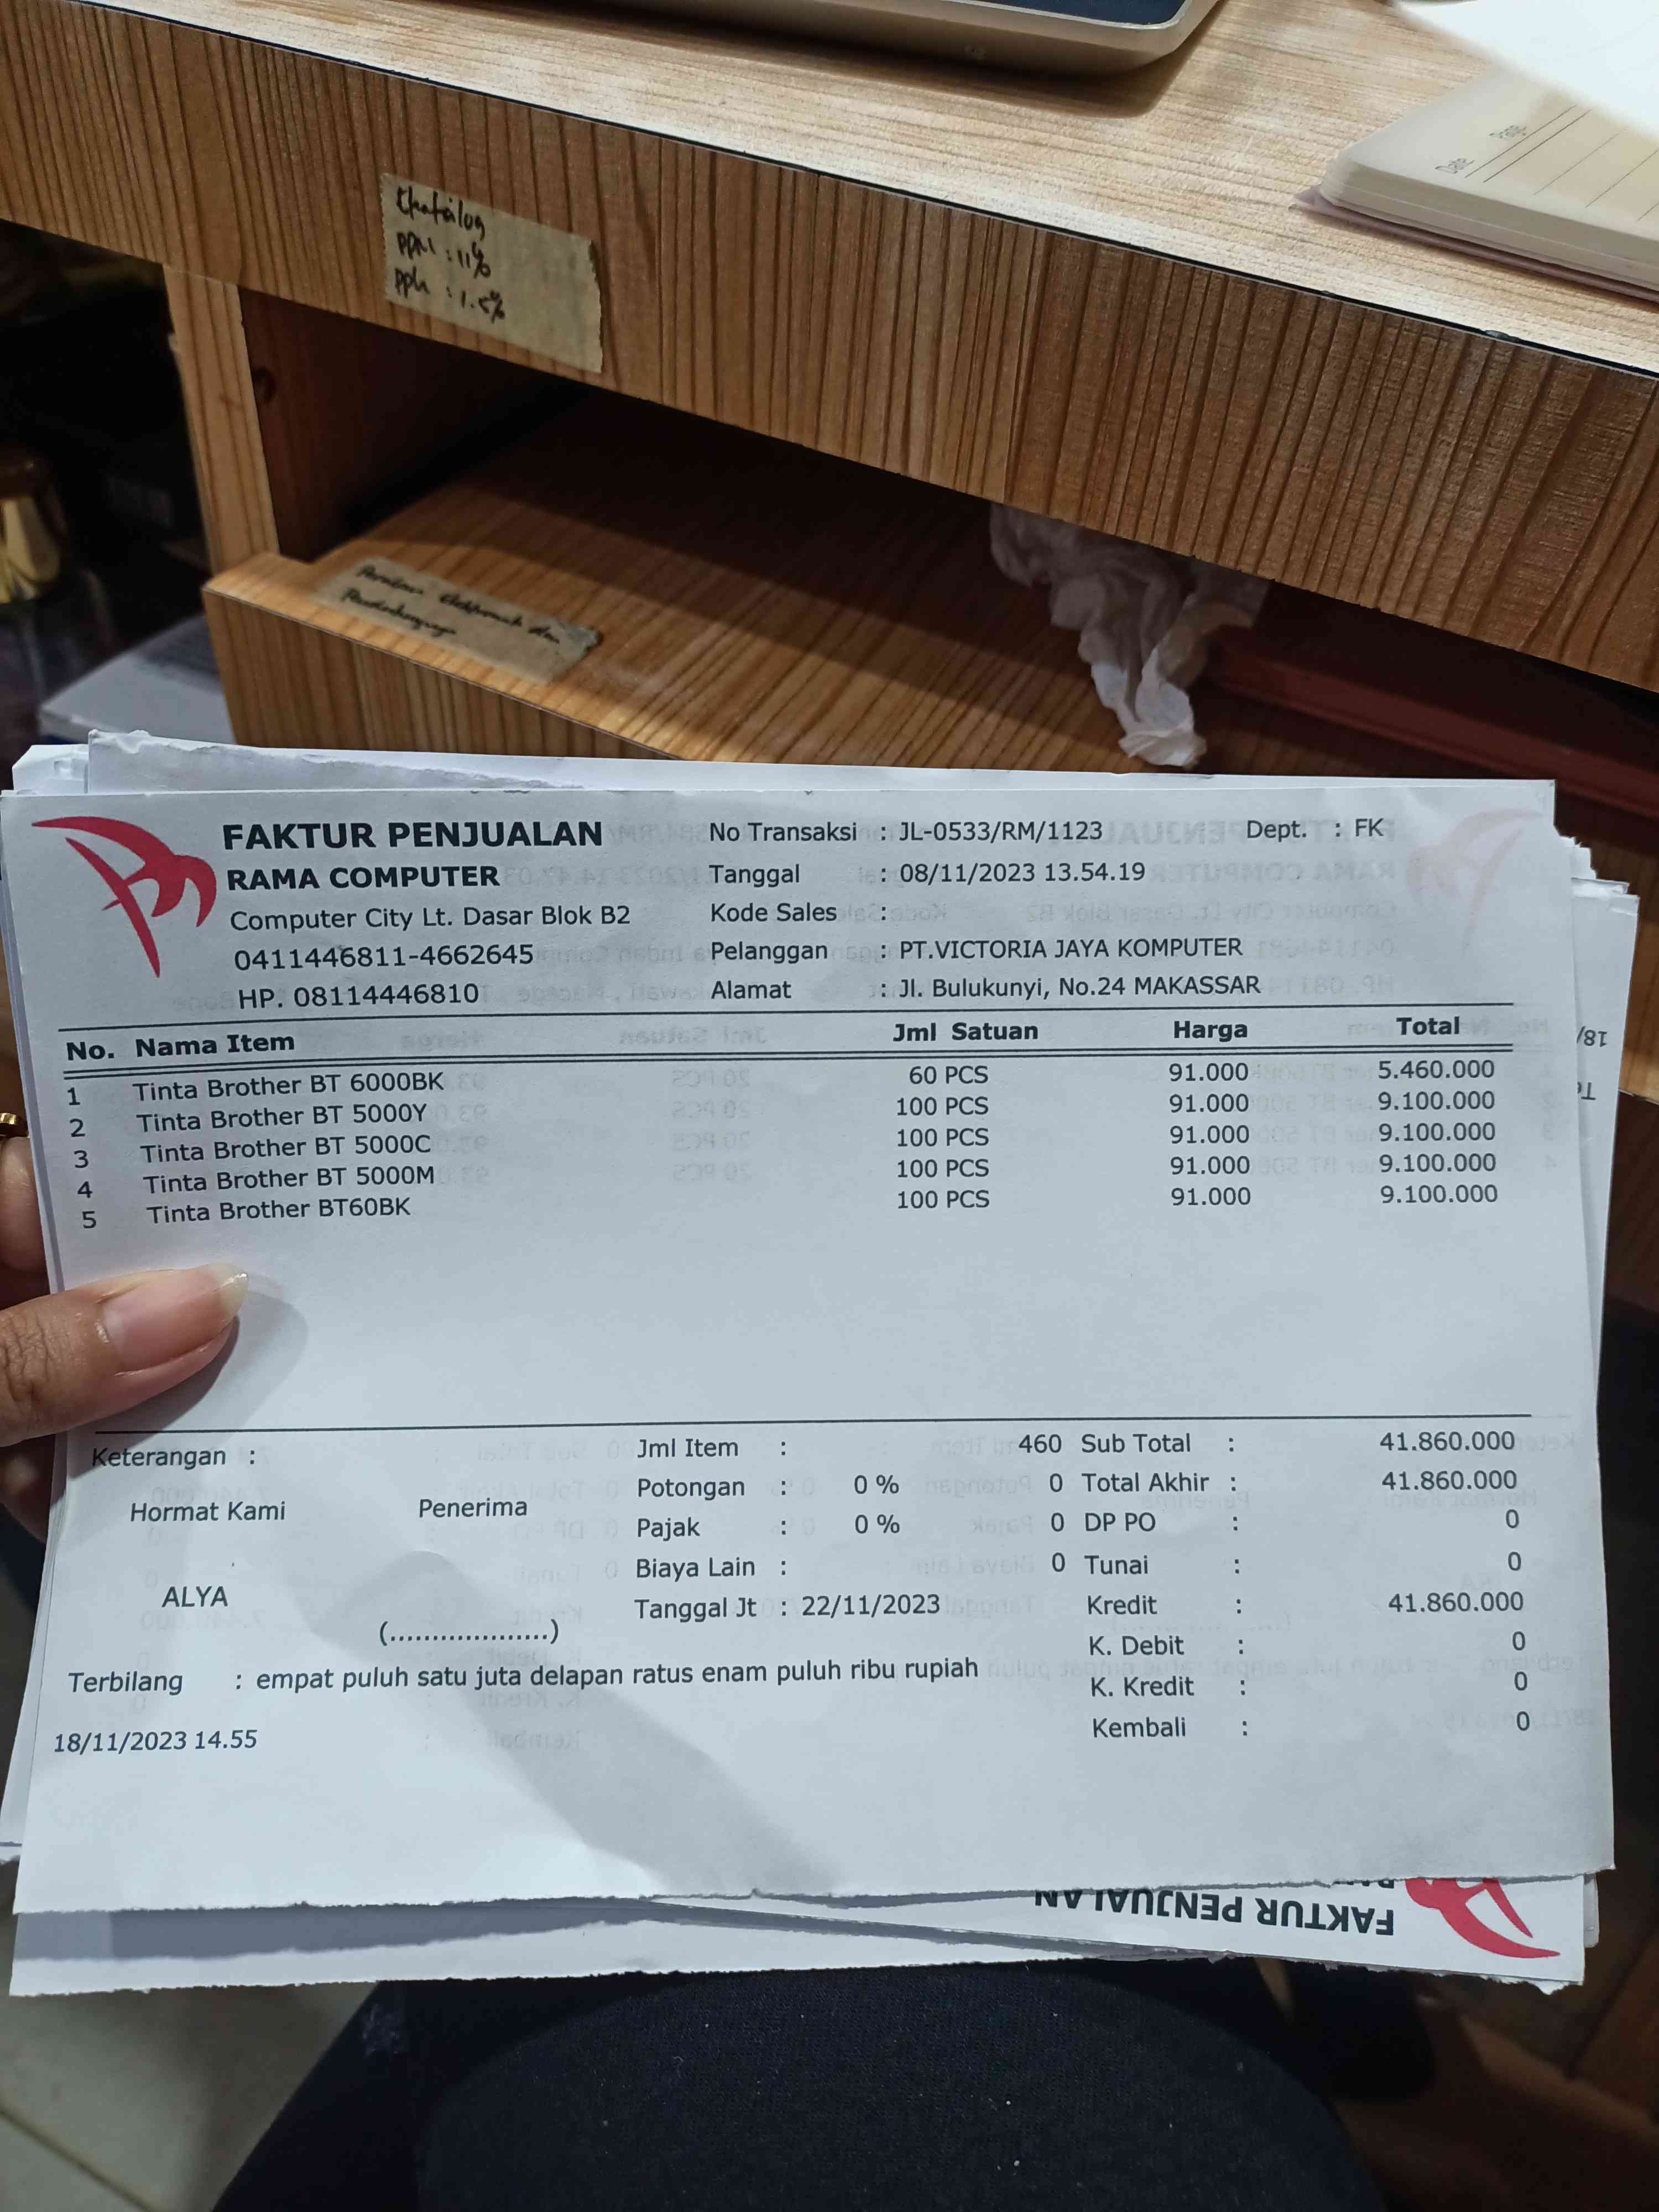 Ekatalog
PPN : 11%
pph : 1.5%
Date
Page
FAKTUR PENJUALAN
RAMA COMPUTER
Computer City Lt. Dasar Blok B2
0411446811-4662645
HP. 08114446810
No Transaksi : JL-0533/RM/1123 Dept. : FK
Tanggal : 08/11/2023 13.54.19
Kode Sales :
Pelanggan : PT.VICTORIA JAYA KOMPUTER
Alamat : Jl. Bulukunyi, No.24 MAKASSAR
No. Nama Item Jml Satuan Harga Total
1 Tinta Brother BT 6000BK 60 PCS 91.000 5.460.000
2 Tinta Brother BT 5000Y 100 PCS 91.000 9.100.000
3 Tinta Brother BT 5000C 100 PCS 91.000 9.100.000
4 Tinta Brother BT 5000M 100 PCS 91.000 9.100.000
5 Tinta Brother BT60BK 100 PCS 91.000 9.100.000
Keterangan :
Hormat Kami Penerima
ALYA
(...................)
Jml Item : 460
Potongan : 0 % 0
Pajak : 0 % 0
Biaya Lain : 0
Tanggal Jt : 22/11/2023
Sub Total : 41.860.000
Total Akhir : 41.860.000
DP PO : 0
Tunai : 0
Kredit : 41.860.000
K. Debit : 0
K. Kredit : 0
Kembali : 0
Terbilang : empat puluh satu juta delapan ratus enam puluh ribu rupiah
18/11/2023 14.55
FAKTUR PENJUALAN